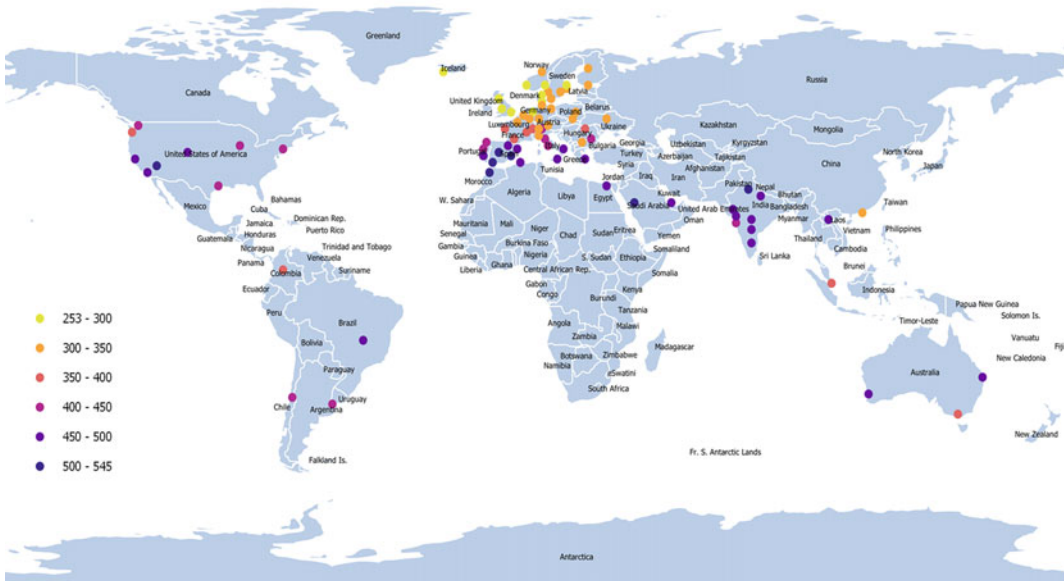 Greenland
Iceland
Norway
Sweden
Russia
Canada
Denmark
Latvia
United Kingdom
Ireland
Germany
Poland
Belarus
Luxembourg
Austria
Ukraine
Kazakhstan
Mongolia
France
Hungary
United States of America
Portugal
Italy
Bulgaria
Georgia
Uzbekistan
Kyrgyzstan
North Korea
Greece
Turkey
Azerbaijan
Tajikistan
China
Japan
Tunisia
Syria
Iraq
Iran
Afghanistan
Morocco
Jordan
Kuwait
Pakistan
Nepal
Bhutan
Bahamas
Algeria
Libya
Egypt
Saudi Arabia
United Arab Emirates
India
Bangladesh
Taiwan
Mexico
Cuba
W. Sahara
Oman
Myanmar
Laos
Dominican Rep.
Jamaica
Puerto Rico
Mauritania
Mali
Niger
Sudan
Eritrea
Yemen
Thailand
Vietnam
Philippines
Guatemala
Honduras
Senegal
Chad
Cambodia
Nicaragua
Trinidad and Tobago
Gambia
Burkina Faso
Somaliland
Sri Lanka
Panama
Venezuela
Guinea
Nigeria
S. Sudan
Ethiopia
Brunei
Colombia
Suriname
Liberia
Ghana
Central African Rep.
Somalia
Ecuador
Gabon
Kenya
Indonesia
Congo
Burundi
Papua New Guinea
Peru
Brazil
Tanzania
Solomon Is.
Angola
Malawi
Timor-Leste
Bolivia
Zambia
Vanuatu
Fiji
Madagascar
Botswana
Zimbabwe
New Caledonia
Paraguay
Namibia
eSwatini
Australia
South Africa
Chile
Uruguay
Argentina
New Zealand
Fr. S. Antarctic Lands
Falkland Is.
253 - 300
300 - 350
350 - 400
400 - 450
450 - 500
500 - 545
Antarctica